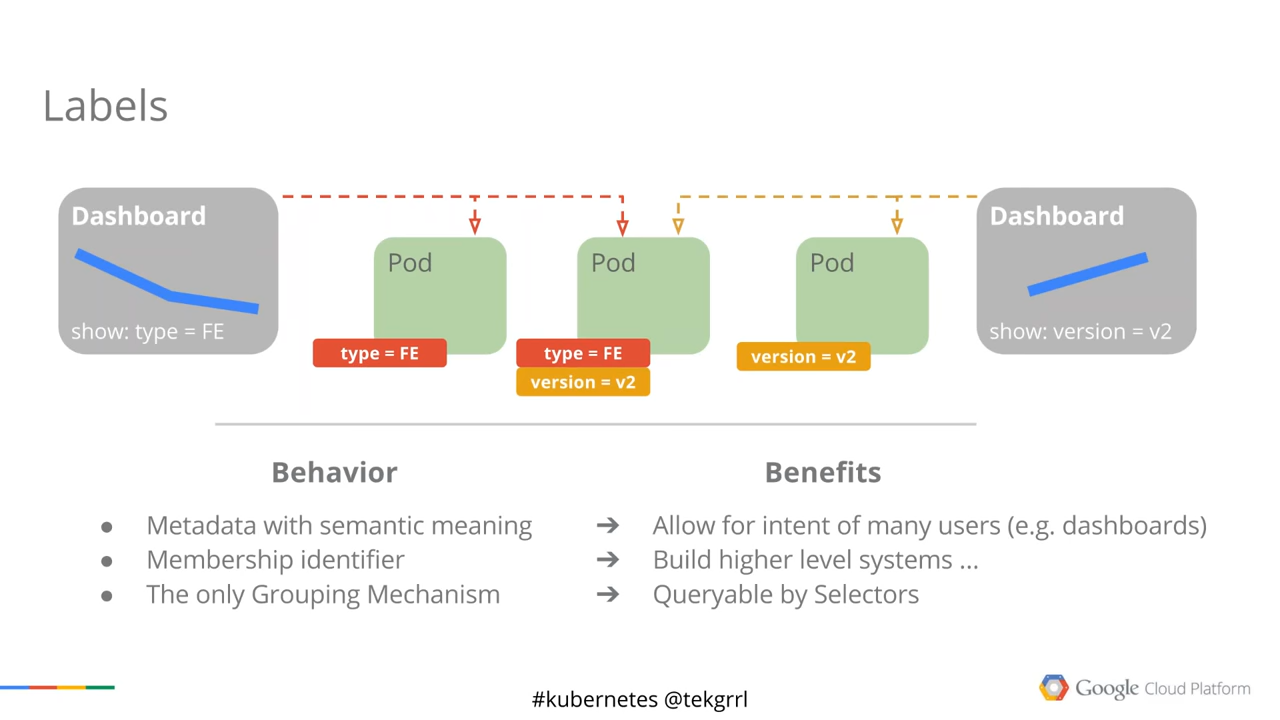 Labels
Dashboard
show: type = FE
Pod
type = FE
Pod
type = FE
version = v2
Pod
version = v2
Dashboard
show: version = v2
Behavior
● Metadata with semantic meaning
● Membership identifier
● The only Grouping Mechanism
Benefits
➔ Allow for intent of many users (e.g. dashboards)
➔ Build higher level systems ...
➔ Queryable by Selectors
#kubernetes @tekgrrl
Google Cloud Platform